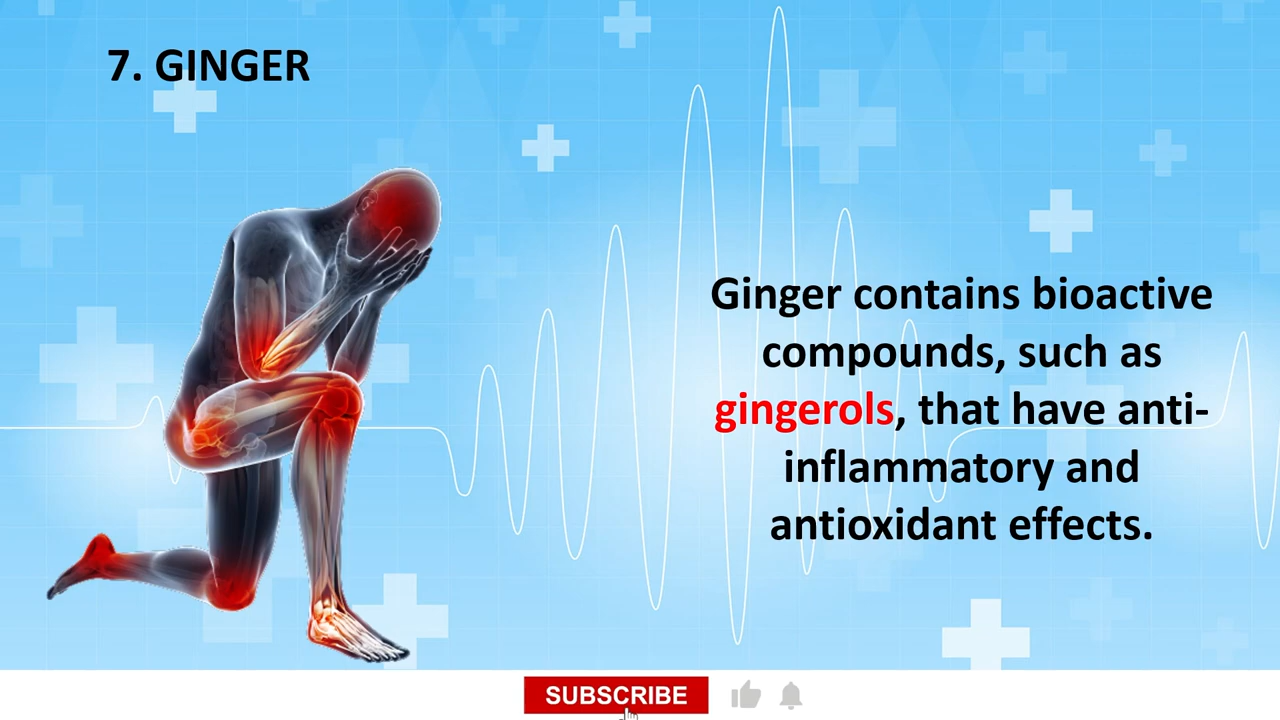 7. GINGER
Ginger contains bioactive
compounds, such as
gingerols, that have anti-
inflammatory and
antioxidant effects.
SUBSCRIBE